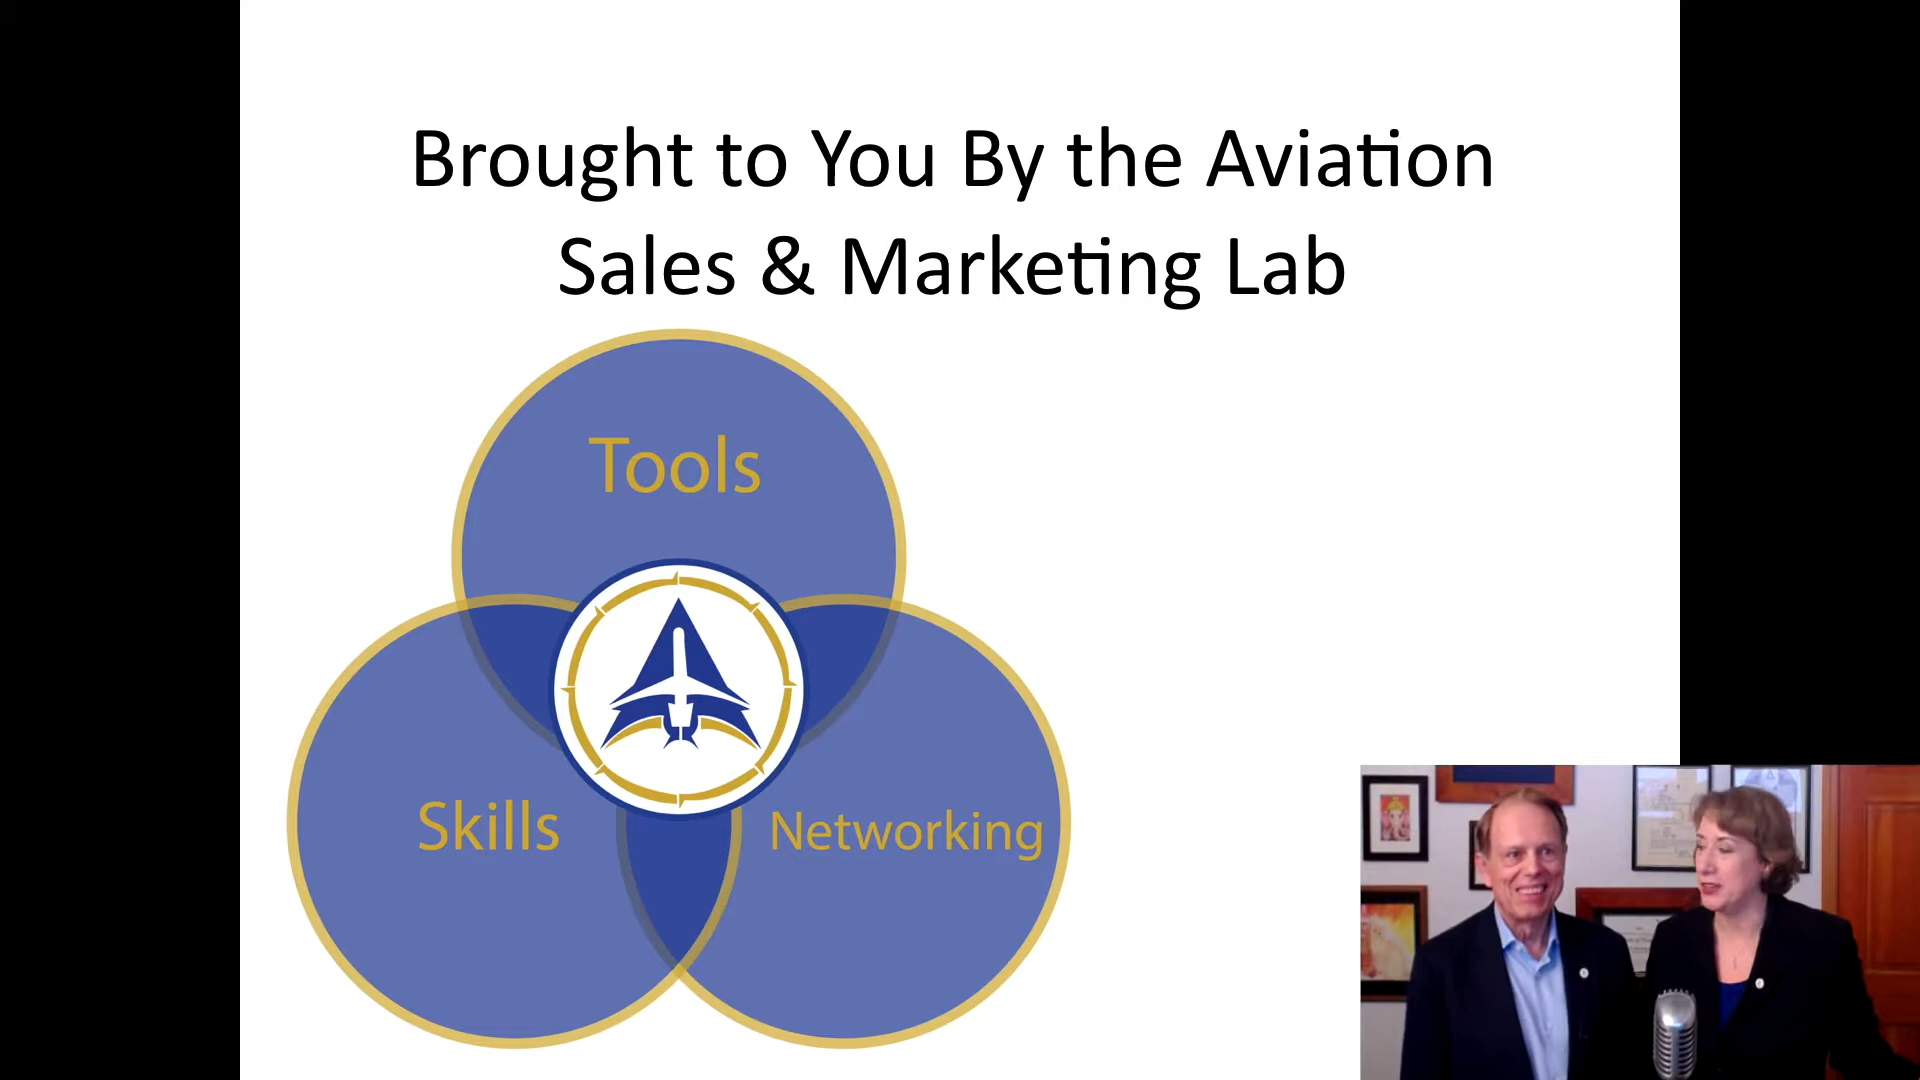 Brought to You By the Aviation
Sales & Marketing Lab
Tools
Skills
Networking